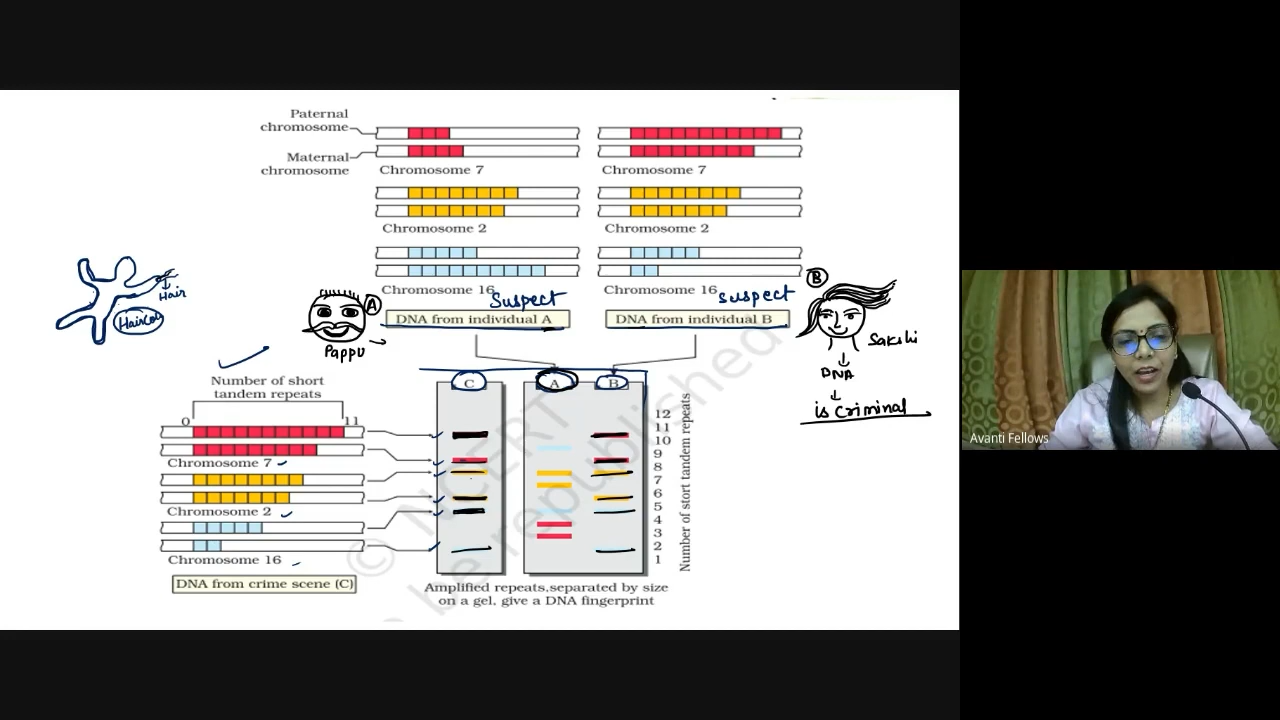 Paternal
chromosome
Maternal
chromosome
Chromosome 7
Chromosome 7
Chromosome 2
Chromosome 2
Chromosome 16
Chromosome 16
Suspect
suspect
DNA from individual A
DNA from individual B
Hair
A
Pappu
B
Sakshi
DNA
is Criminal
Number of short
tandem repeats
0
11
Chromosome 7
Chromosome 2
Chromosome 16
DNA from crime scene (C)
C
A
B
12
11
10
9
8
7
6
5
4
3
2
1
Number of stort tandem repeats
Amplified repeats,separated by size
on a gel, give a DNA fingerprint
© NCERT
be republished
Avanti Fellows